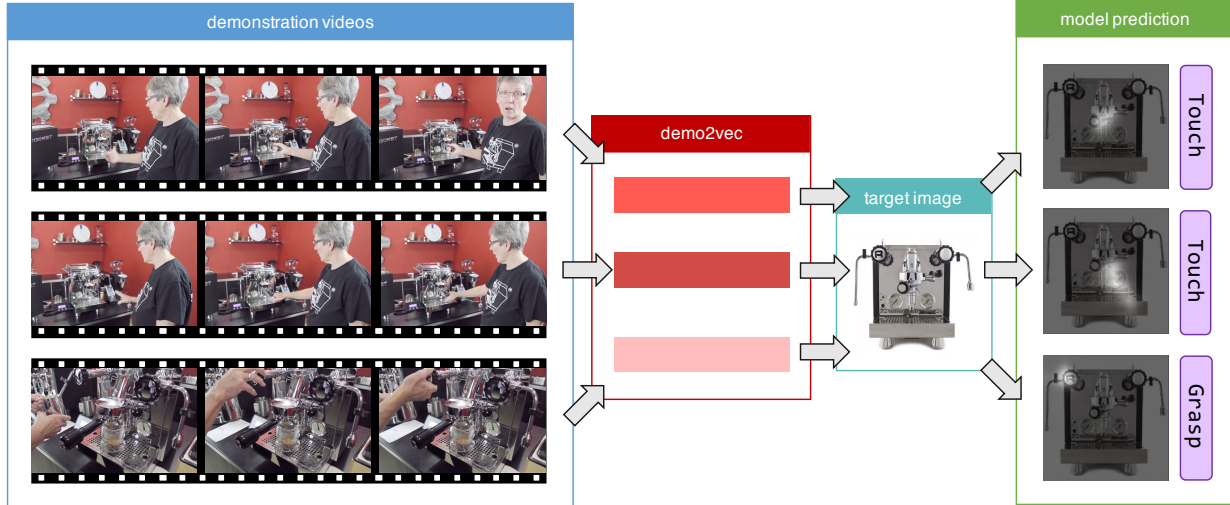 demonstration videos
demo2vec
target image
model prediction
Touch
Touch
Grasp